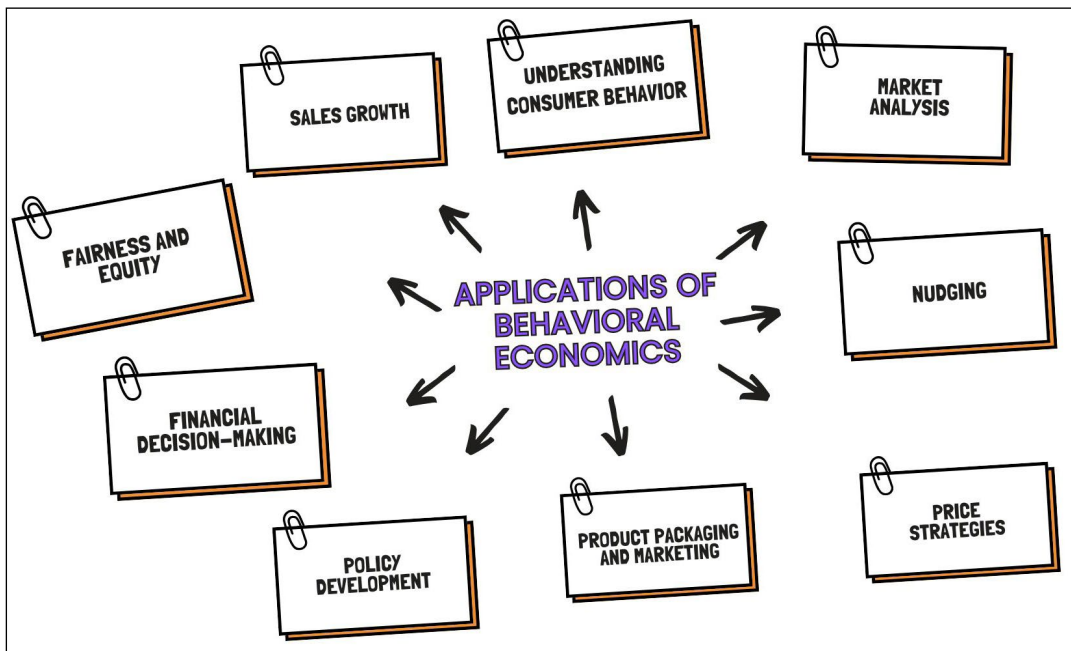 SALES GROWTH
UNDERSTANDING
CONSUMER BEHAVIOR
MARKET
ANALYSIS
FAIRNESS AND
EQUITY
NUDGING
APPLICATIONS OF
BEHAVIORAL
ECONOMICS
FINANCIAL
DECISION-MAKING
PRICE
STRATEGIES
POLICY
DEVELOPMENT
PRODUCT PACKAGING
AND MARKETING